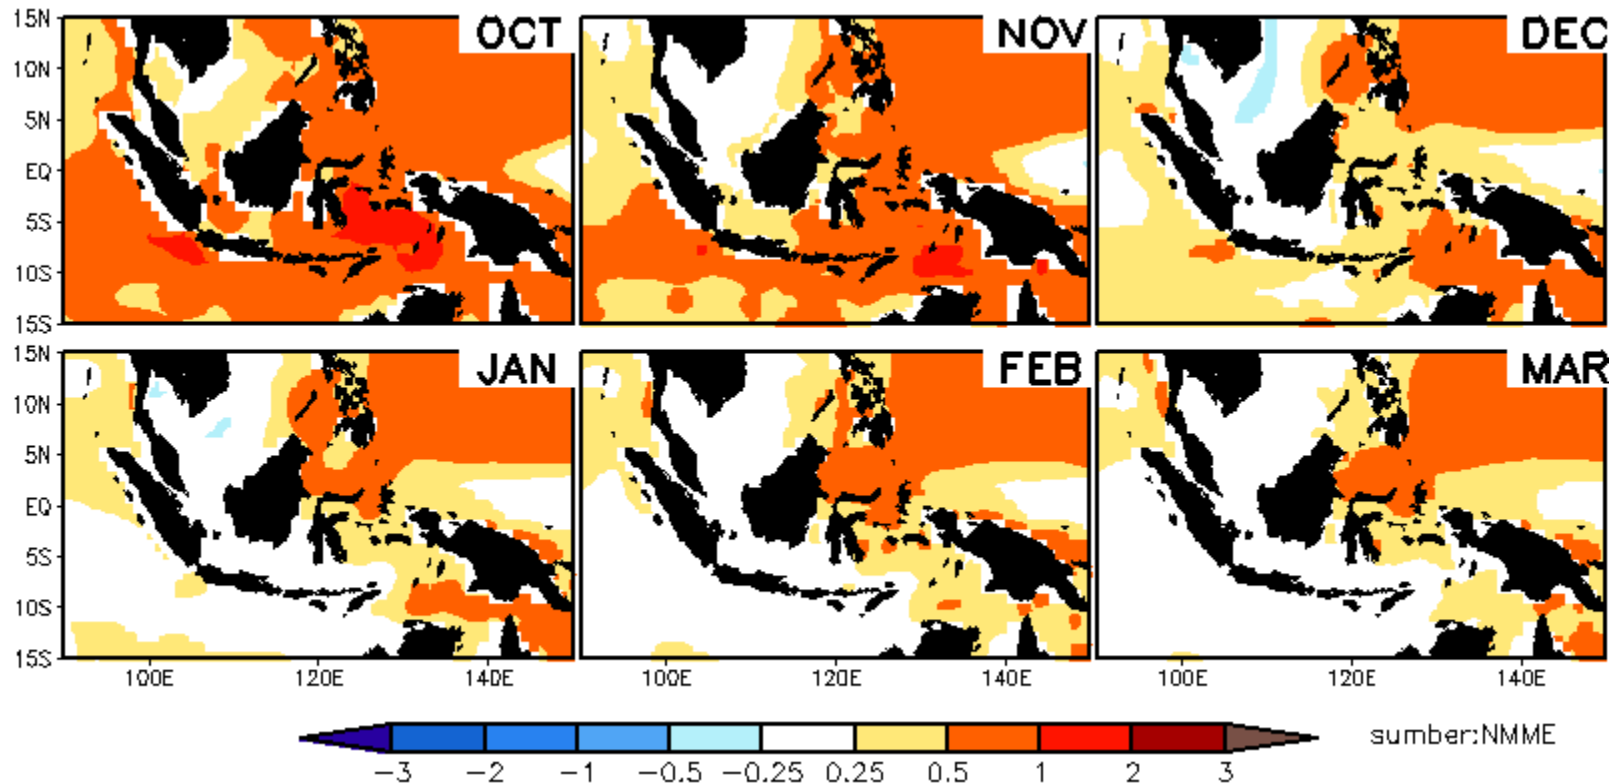 OCT NOV DEC
15N
10N
5N
EQ
5S
10S
15S
JAN FEB MAR
15N
10N
5N
EQ
5S
10S
15S
100E 120E 140E 100E 120E 140E 100E 120E 140E
sumber:NMME
-3 -2 -1 -0.5 -0.25 0.25 0.5 1 2 3